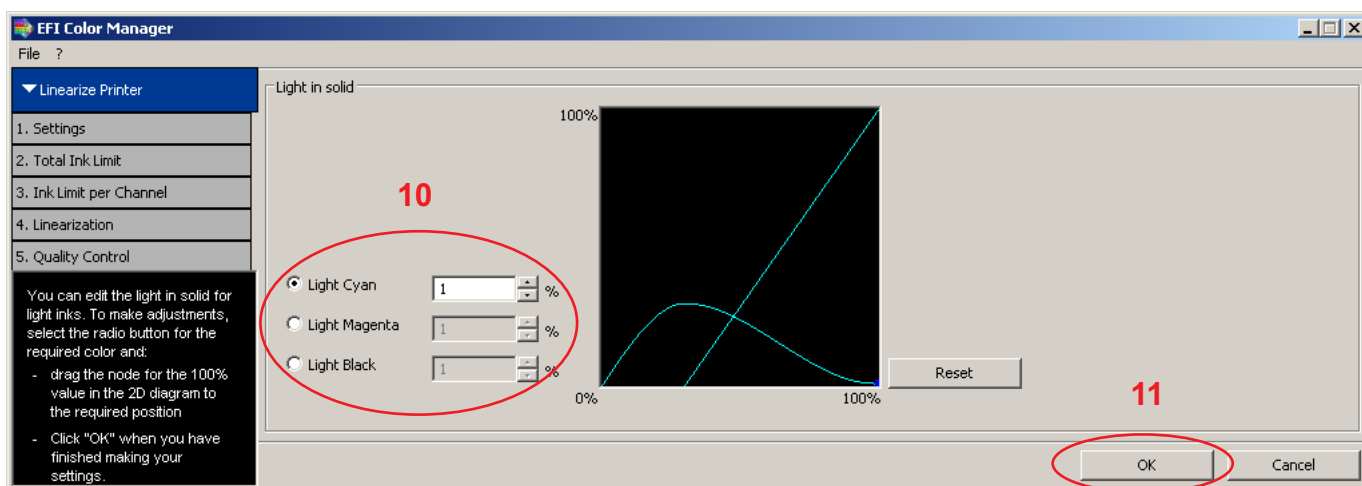 EFI Color Manager
File ?
Linearize Printer
1. Settings
2. Total Ink Limit
3. Ink Limit per Channel
4. Linearization
5. Quality Control
You can edit the light in solid for
light inks. To make adjustments,
select the radio button for the
required color and:
- drag the node for the 100%
value in the 2D diagram to
the required position
- Click "OK" when you have
finished making your
settings.
Light in solid
100%
10
Light Cyan 1 %
Light Magenta 1 %
Light Black 1 %
0% 100%
Reset
11
OK Cancel